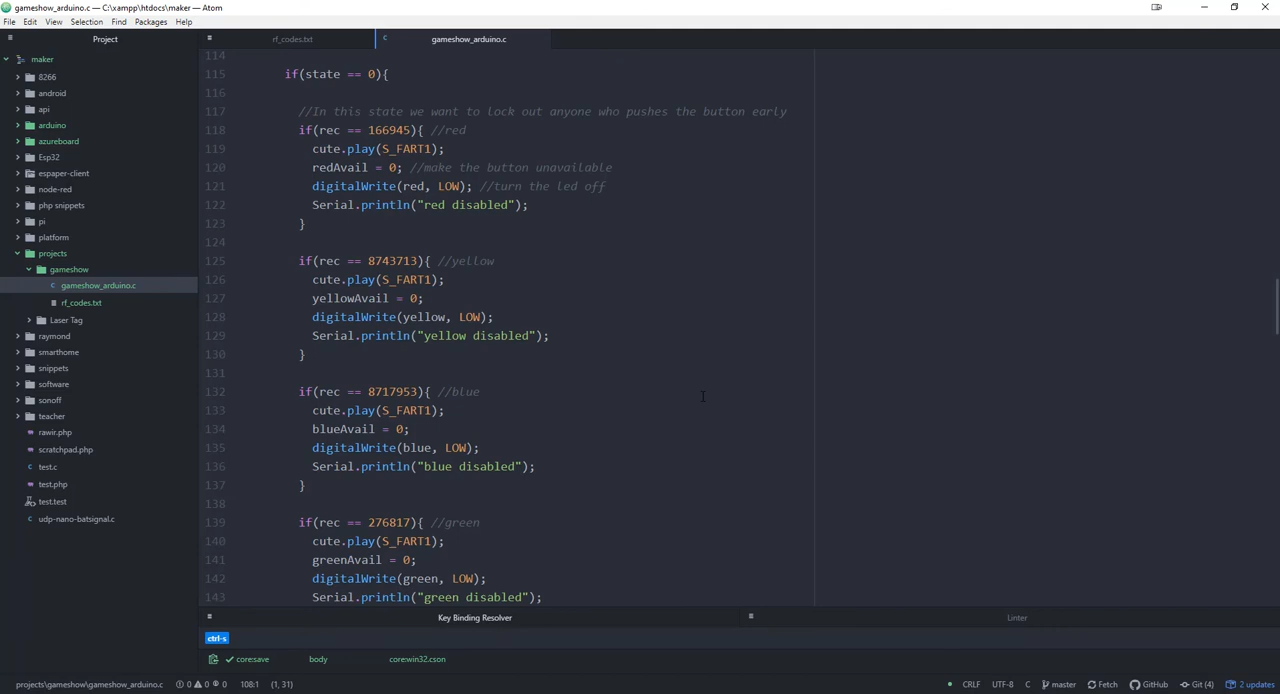 gameshow_arduino.c — C:\xampp\htdocs\maker — Atom
File Edit View Selection Find Packages Help
Project
rf_codes.txt
gameshow_arduino.c
maker
8266
android
api
arduino
azureboard
Esp32
espaper-client
node-red
php snippets
pi
platform
projects
gameshow
gameshow_arduino.c
rf_codes.txt
Laser Tag
raymond
smarthome
snippets
software
sonoff
teacher
rawir.php
scratchpad.php
test.c
test.php
test.test
udp-nano-batsignal.c
114
115 if(state == 0){
116
117 //In this state we want to lock out anyone who pushes the button early
118 if(rec == 166945){ //red
119 cute.play(S_FART1);
120 redAvail = 0; //make the button unavailable
121 digitalWrite(red, LOW); //turn the led off
122 Serial.println("red disabled");
123 }
124
125 if(rec == 8743713){ //yellow
126 cute.play(S_FART1);
127 yellowAvail = 0;
128 digitalWrite(yellow, LOW);
129 Serial.println("yellow disabled");
130 }
131
132 if(rec == 8717953){ //blue
133 cute.play(S_FART1);
134 blueAvail = 0;
135 digitalWrite(blue, LOW);
136 Serial.println("blue disabled");
137 }
138
139 if(rec == 276817){ //green
140 cute.play(S_FART1);
141 greenAvail = 0;
142 digitalWrite(green, LOW);
143 Serial.println("green disabled");
Key Binding Resolver
Linter
ctrl-s
core:save body core:win32.cson
projects\gameshow\gameshow_arduino.c 0 0 0 108:1 (1, 31) CRLF UTF-8 C master Fetch GitHub Git (4) 2 updates